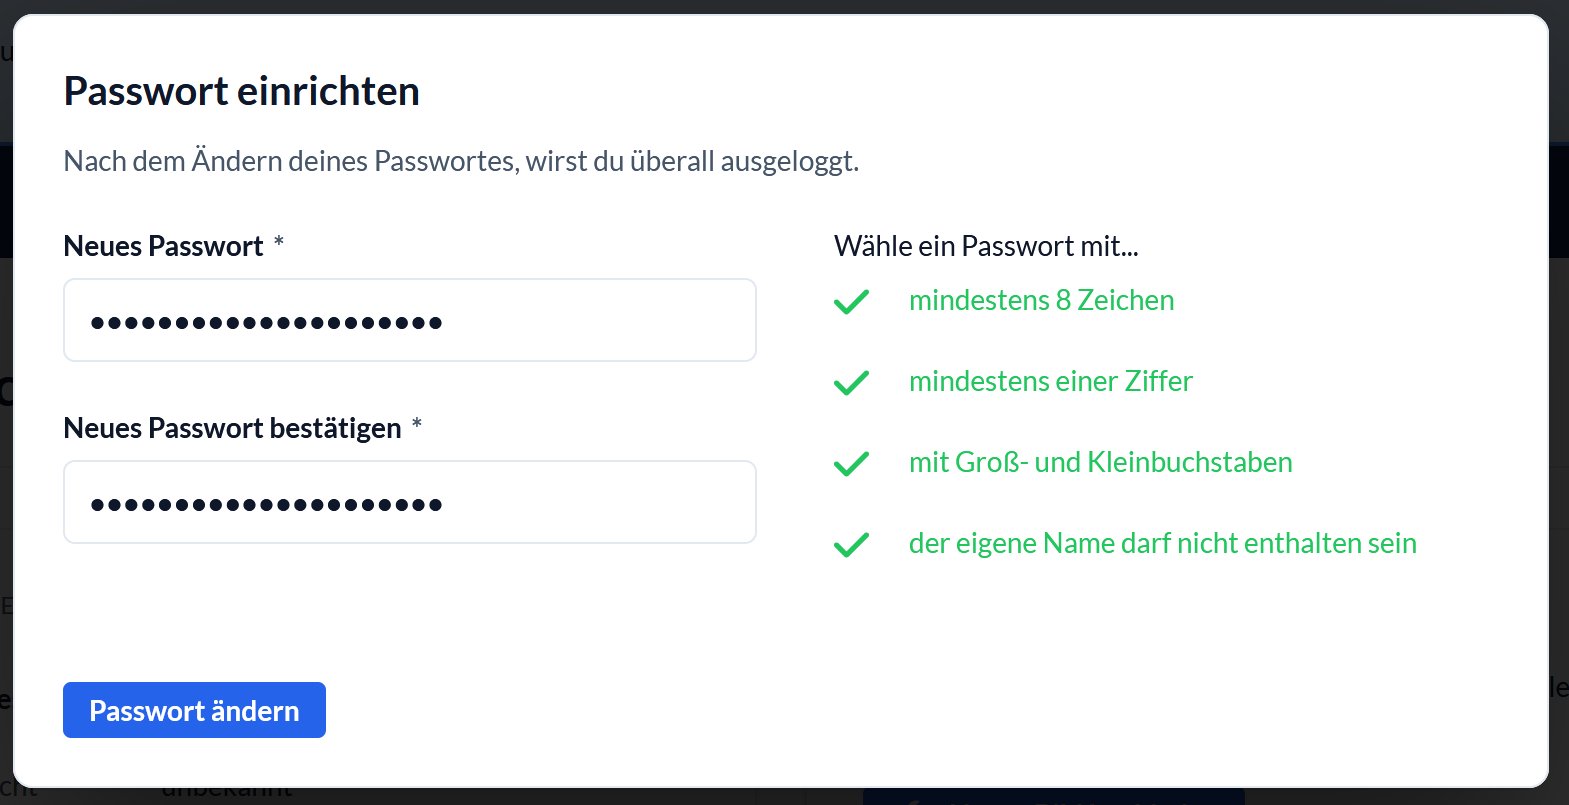 Passwort einrichten
Nach dem Ändern deines Passwortes, wirst du überall ausgeloggt.
Neues Passwort *
•••••••••••••••••••••
Neues Passwort bestätigen *
•••••••••••••••••••••
Wähle ein Passwort mit...
mindestens 8 Zeichen
mindestens einer Ziffer
mit Groß- und Kleinbuchstaben
der eigene Name darf nicht enthalten sein
Passwort ändern
unbekannt